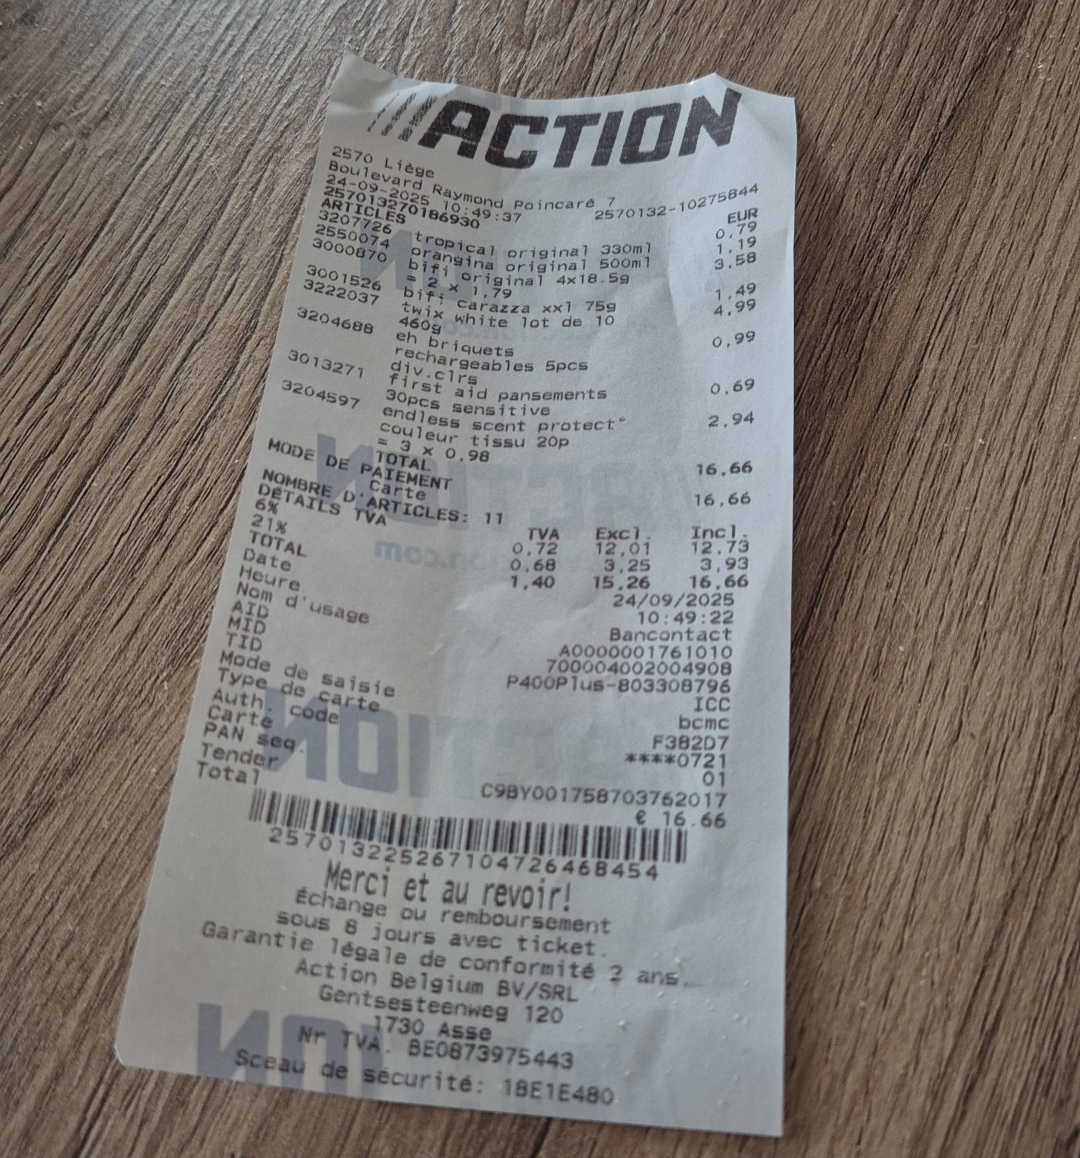 ACTION
2570 Liège
Boulevard Raymond Poincaré 7
24-09-2025 10:49:37 2570132-10275844
257013270186930
ARTICLES EUR
3207726 tropical original 330ml 0,79
2550074 orangina original 500ml 1,19
3000870 bifi original 4x18.5g 3,58
= 2 x 1,79
3001526 bifi carazza xxl 75g 1,49
3222037 twix white lot de 10 4,99
460g
3204688 eh briquets 0,99
rechargeables 5pcs
div.clrs
3013271 first aid pansements 0,69
30pcs sensitive
3204597 endless scent protect° 2,94
couleur tissu 20p
= 3 x 0,98
TOTAL 16,66
MODE DE PAIEMENT
Carte 16,66
NOMBRE D'ARTICLES: 11
DÉTAILS TVA TVA Excl. Incl.
6% 0,72 12,01 12,73
21% 0,68 3,25 3,93
TOTAL 1,40 15,26 16,66
Date 24/09/2025
Heure 10:49:22
Nom d'usage Bancontact
AID A0000001761010
MID 700004002004908
TID P400Plus-803308796
Mode de saisie ICC
Type de carte bcmc
Auth. code F382D7
Carte ****0721
PAN seq. 01
Tender C9BY001758703762017
Total € 16.66
2570132252671047264684​54
Merci et au revoir!
Échange ou remboursement
sous 8 jours avec ticket.
Garantie légale de conformité 2 ans.
Action Belgium BV/SRL
Gentsesteenweg 120
1730 Asse
Nr TVA. BE0873975443
Sceau de sécurité: 18E1E480